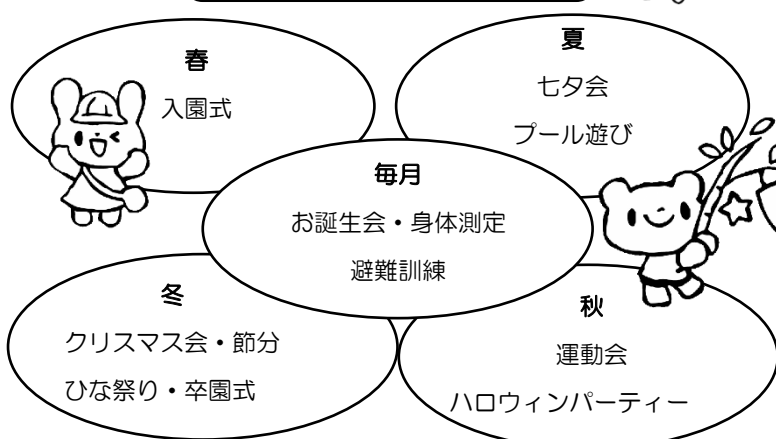 春
入園式
夏
七夕会
プール遊び
毎月
お誕生会・身体測定
避難訓練
冬
クリスマス会・節分
ひな祭り・卒園式
秋
運動会
ハロウィンパーティー